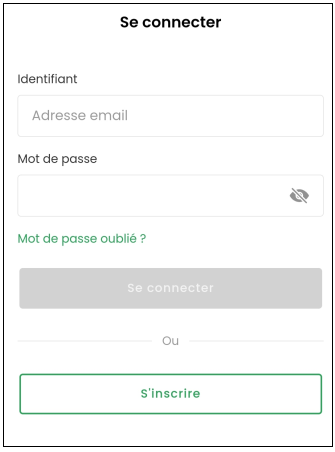 Se connecter
Identifiant
Adresse email
Mot de passe
Mot de passe oublié ?
Se connecter
Ou
S'inscrire